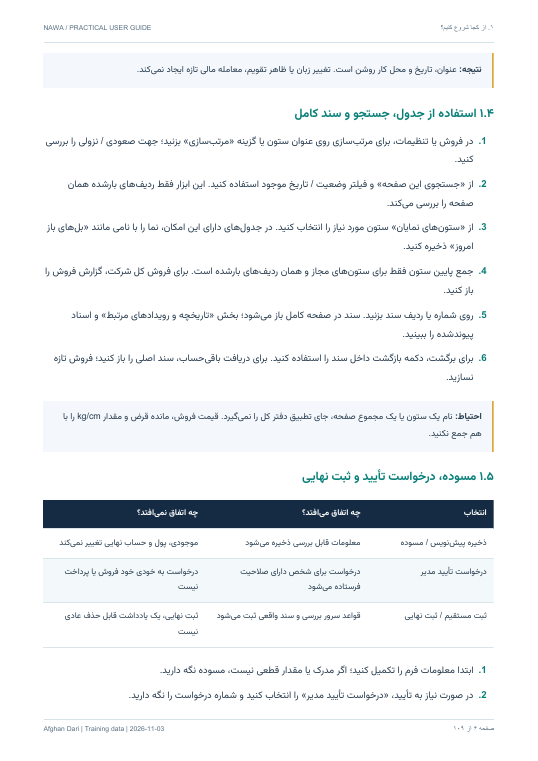 NAWA / PRACTICAL USER GUIDE
۱. از کجا شروع کنیم؟
نتیجه: عنوان، تاریخ و محل کار روشن است. تغییر زبان یا ظاهر تقویم، معامله مالی تازه ایجاد نمی‌کند.
۱.۴ استفاده از جدول، جستجو و سند کامل
1. در فروش یا تنظیمات، برای مرتب‌سازی روی عنوان ستون یا گزینه «مرتب‌سازی» بزنید؛ جهت صعودی / نزولی را بررسی
کنید.
2. از «جستجوی این صفحه» و فیلتر وضعیت / تاریخ موجود استفاده کنید. این ابزار فقط ردیف‌های بارشده همان
صفحه را بررسی می‌کند.
3. از «ستون‌های نمایان» ستون مورد نیاز را انتخاب کنید. در جدول‌های دارای این امکان، نما را با نامی مانند «بل‌های باز
امروز» ذخیره کنید.
4. جمع پایین ستون فقط برای ستون‌های مجاز و همان ردیف‌های بارشده است. برای فروش کل شرکت، گزارش فروش را
باز کنید.
5. روی شماره یا ردیف سند بزنید. سند در صفحه کامل باز می‌شود؛ بخش «تاریخچه و رویدادهای مرتبط» و اسناد
پیوندشده را ببینید.
6. برای برگشت، دکمه بازگشت داخل سند را استفاده کنید. برای دریافت باقی‌حساب، سند اصلی را باز کنید؛ فروش تازه
نسازید.
احتیاط: نام یک ستون یا یک مجموع صفحه، جای تطبیق دفتر کل را نمی‌گیرد. قیمت فروش، مانده قرض و مقدار kg/cm را با
هم جمع نکنید.
۱.۵ مسوده، درخواست تأیید و ثبت نهایی
انتخاب چه اتفاق می‌افتد؟ چه اتفاق نمی‌افتد؟
ذخیره پیش‌نویس / مسوده معلومات قابل بررسی ذخیره می‌شود موجودی، پول و حساب نهایی تغییر نمی‌کند
درخواست تأیید مدیر درخواست برای شخص دارای صلاحیت درخواست به خودی خود فروش یا پرداخت
فرستاده می‌شود نیست
ثبت مستقیم / ثبت نهایی قواعد سرور بررسی و سند واقعی ثبت می‌شود ثبت نهایی، یک یادداشت قابل حذف عادی
نیست
1. ابتدا معلومات فرم را تکمیل کنید؛ اگر مدرک یا مقدار قطعی نیست، مسوده نگه دارید.
2. در صورت نیاز به تأیید، «درخواست تأیید مدیر» را انتخاب کنید و شماره درخواست را نگه دارید.
Afghan Dari | Training data | 2026-11-03
صفحه ۶ از ۱۰۹